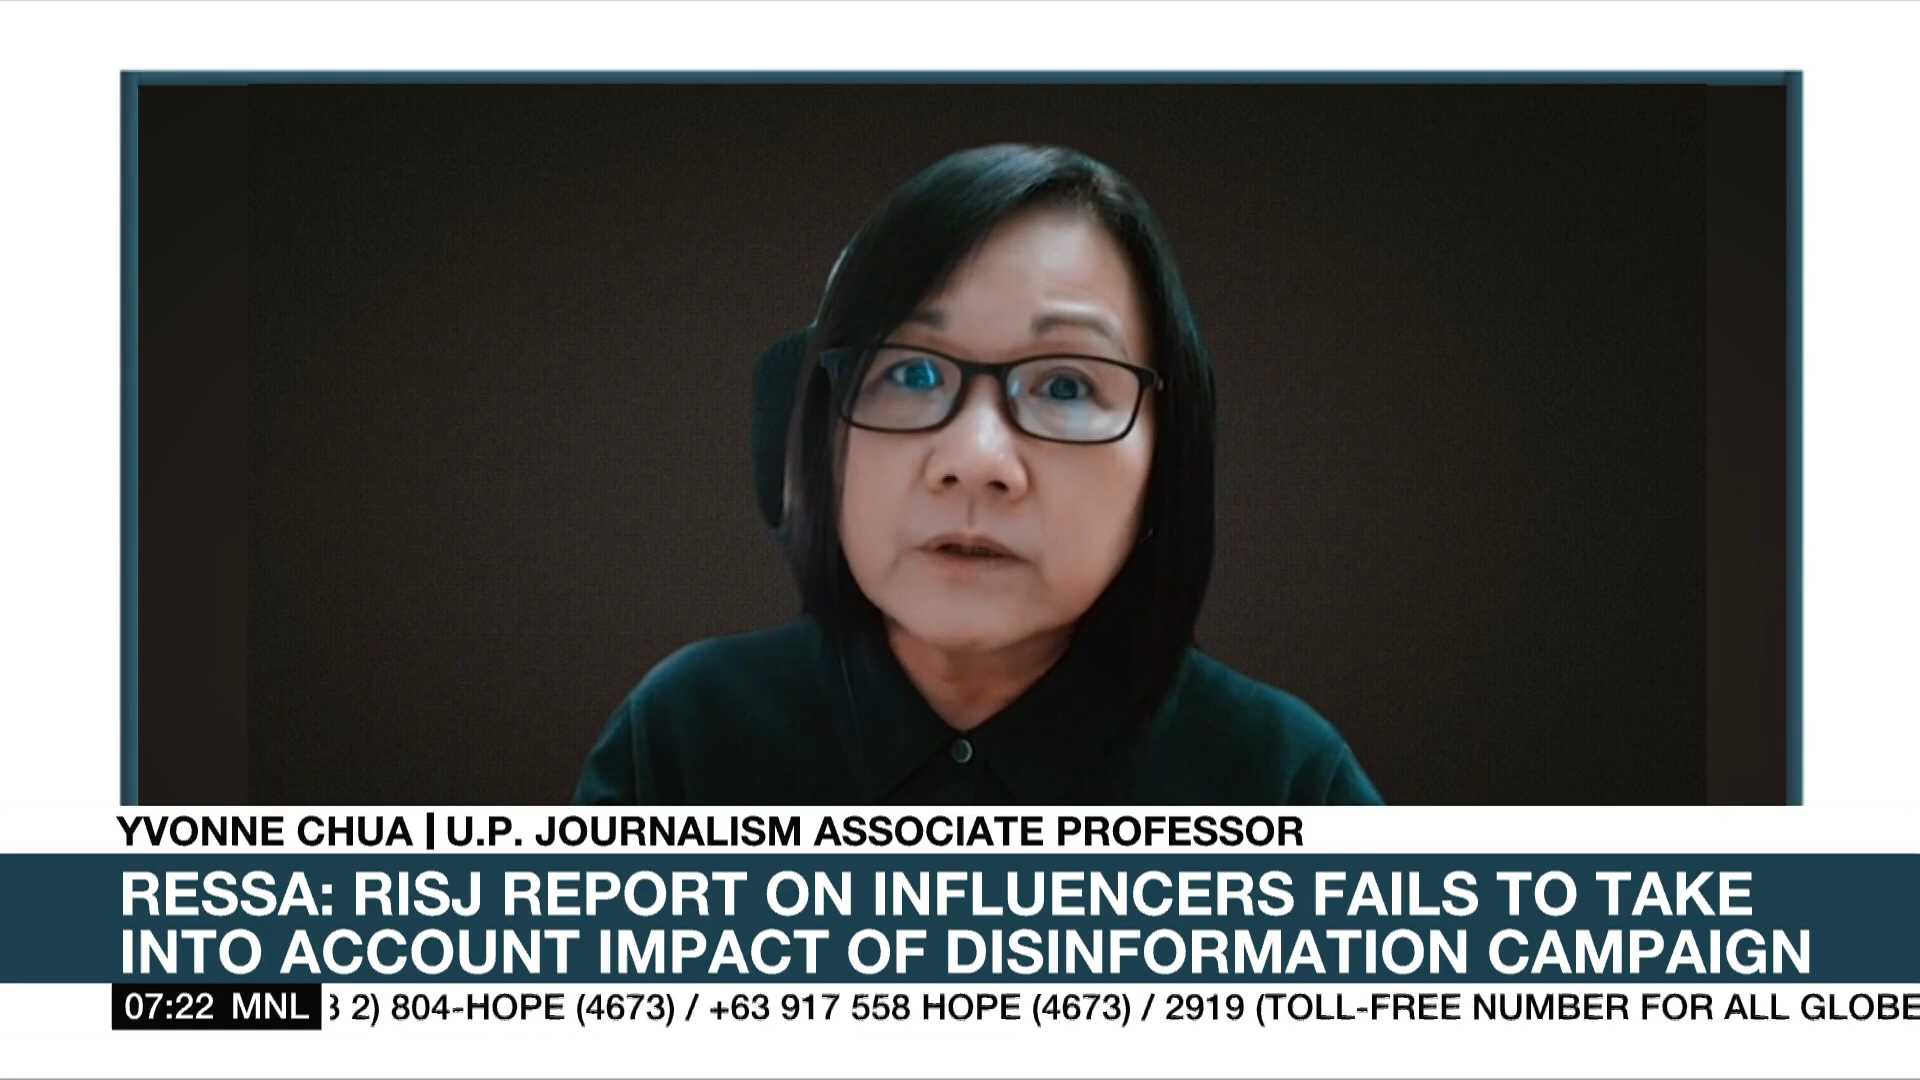 YVONNE CHUA | U.P. JOURNALISM ASSOCIATE PROFESSOR
RESSA: RISJ REPORT ON INFLUENCERS FAILS TO TAKE
INTO ACCOUNT IMPACT OF DISINFORMATION CAMPAIGN
07:22 MNL
2) 804-HOPE (4673) / +63 917 558 HOPE (4673) / 2919 (TOLL-FREE NUMBER FOR ALL GLOBE